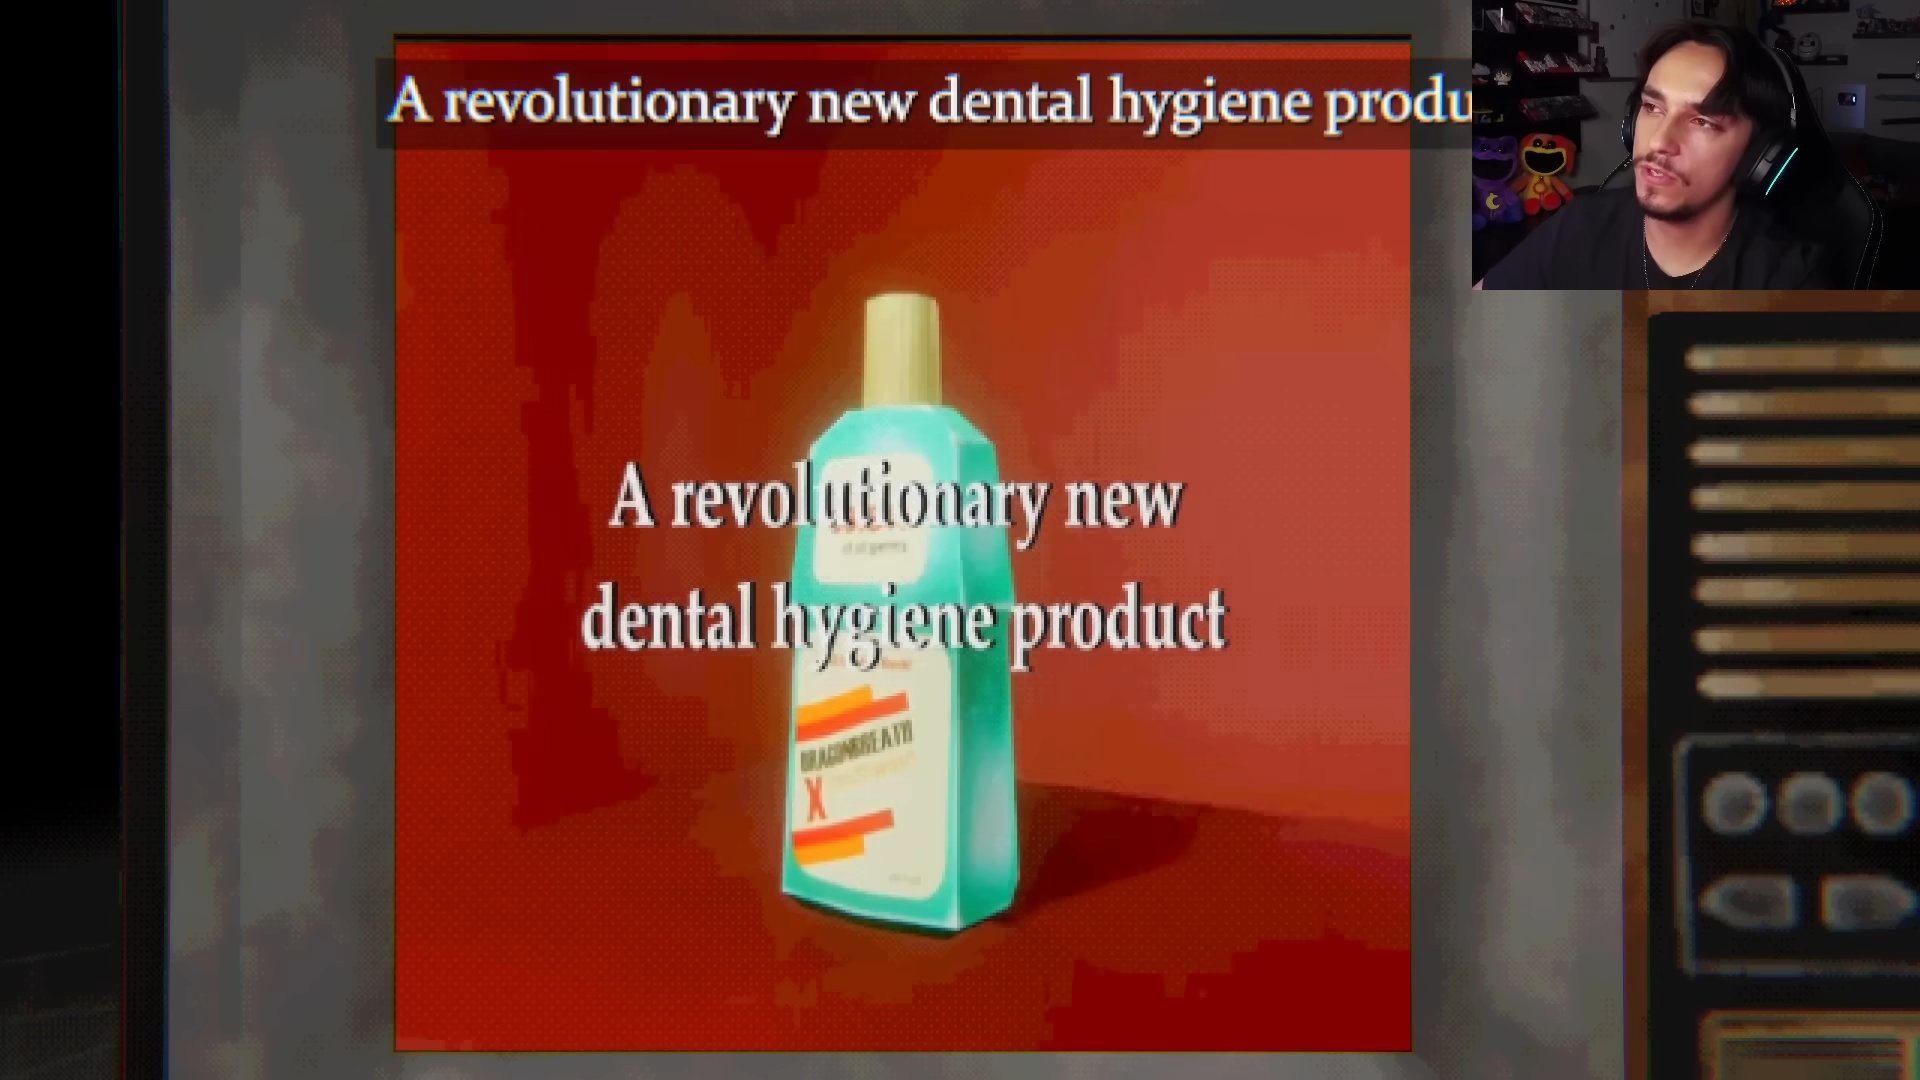 A revolutionary new dental hygiene produ
A revolutionary new
dental hygiene product
DRAGONBREATH
X